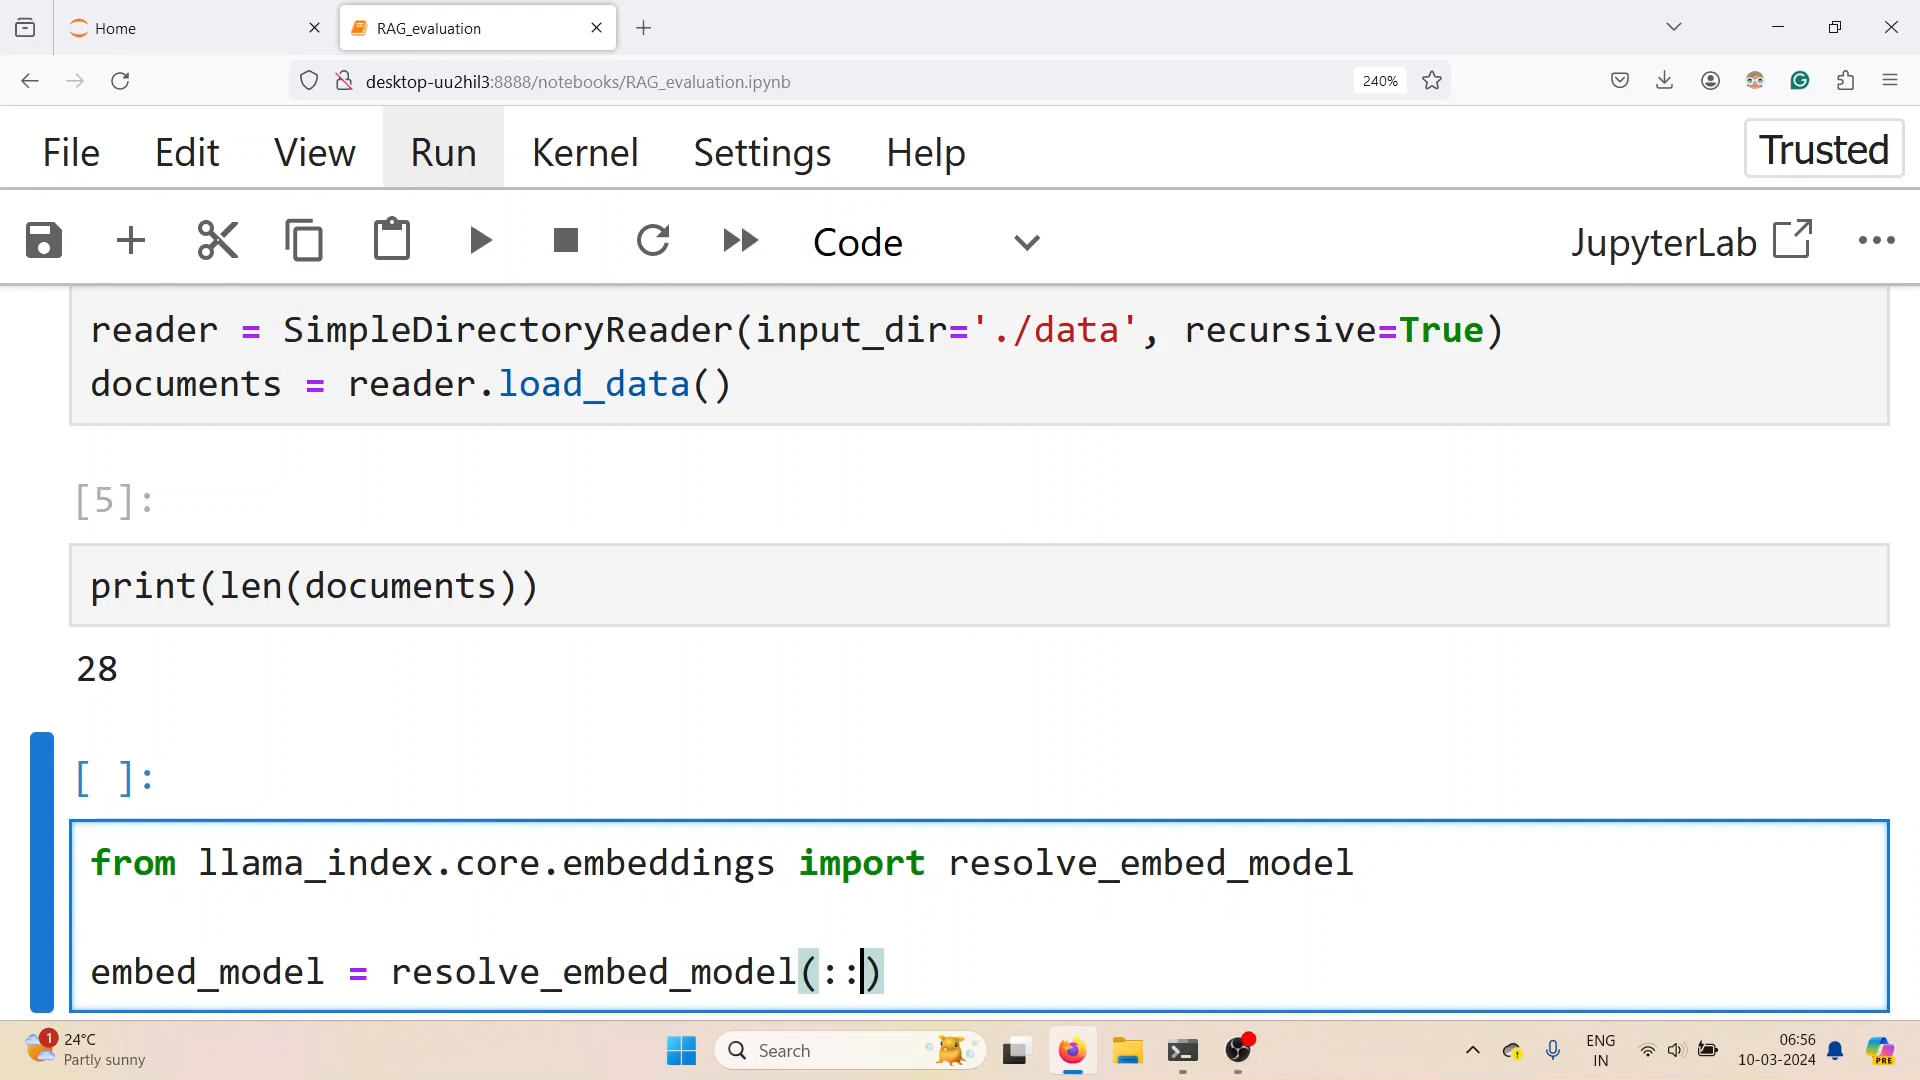 Home
RAG_evaluation
desktop-uu2hil3:8888/notebooks/RAG_evaluation.ipynb
240%
File Edit View Run Kernel Settings Help
Trusted
Code
JupyterLab
reader = SimpleDirectoryReader(input_dir='./data', recursive=True)
documents = reader.load_data()
[5]:
print(len(documents))
28
[ ]:
from llama_index.core.embeddings import resolve_embed_model
embed_model = resolve_embed_model(::)
1
24°C
Partly sunny
Search
ENG
IN
06:56
10-03-2024
PRE